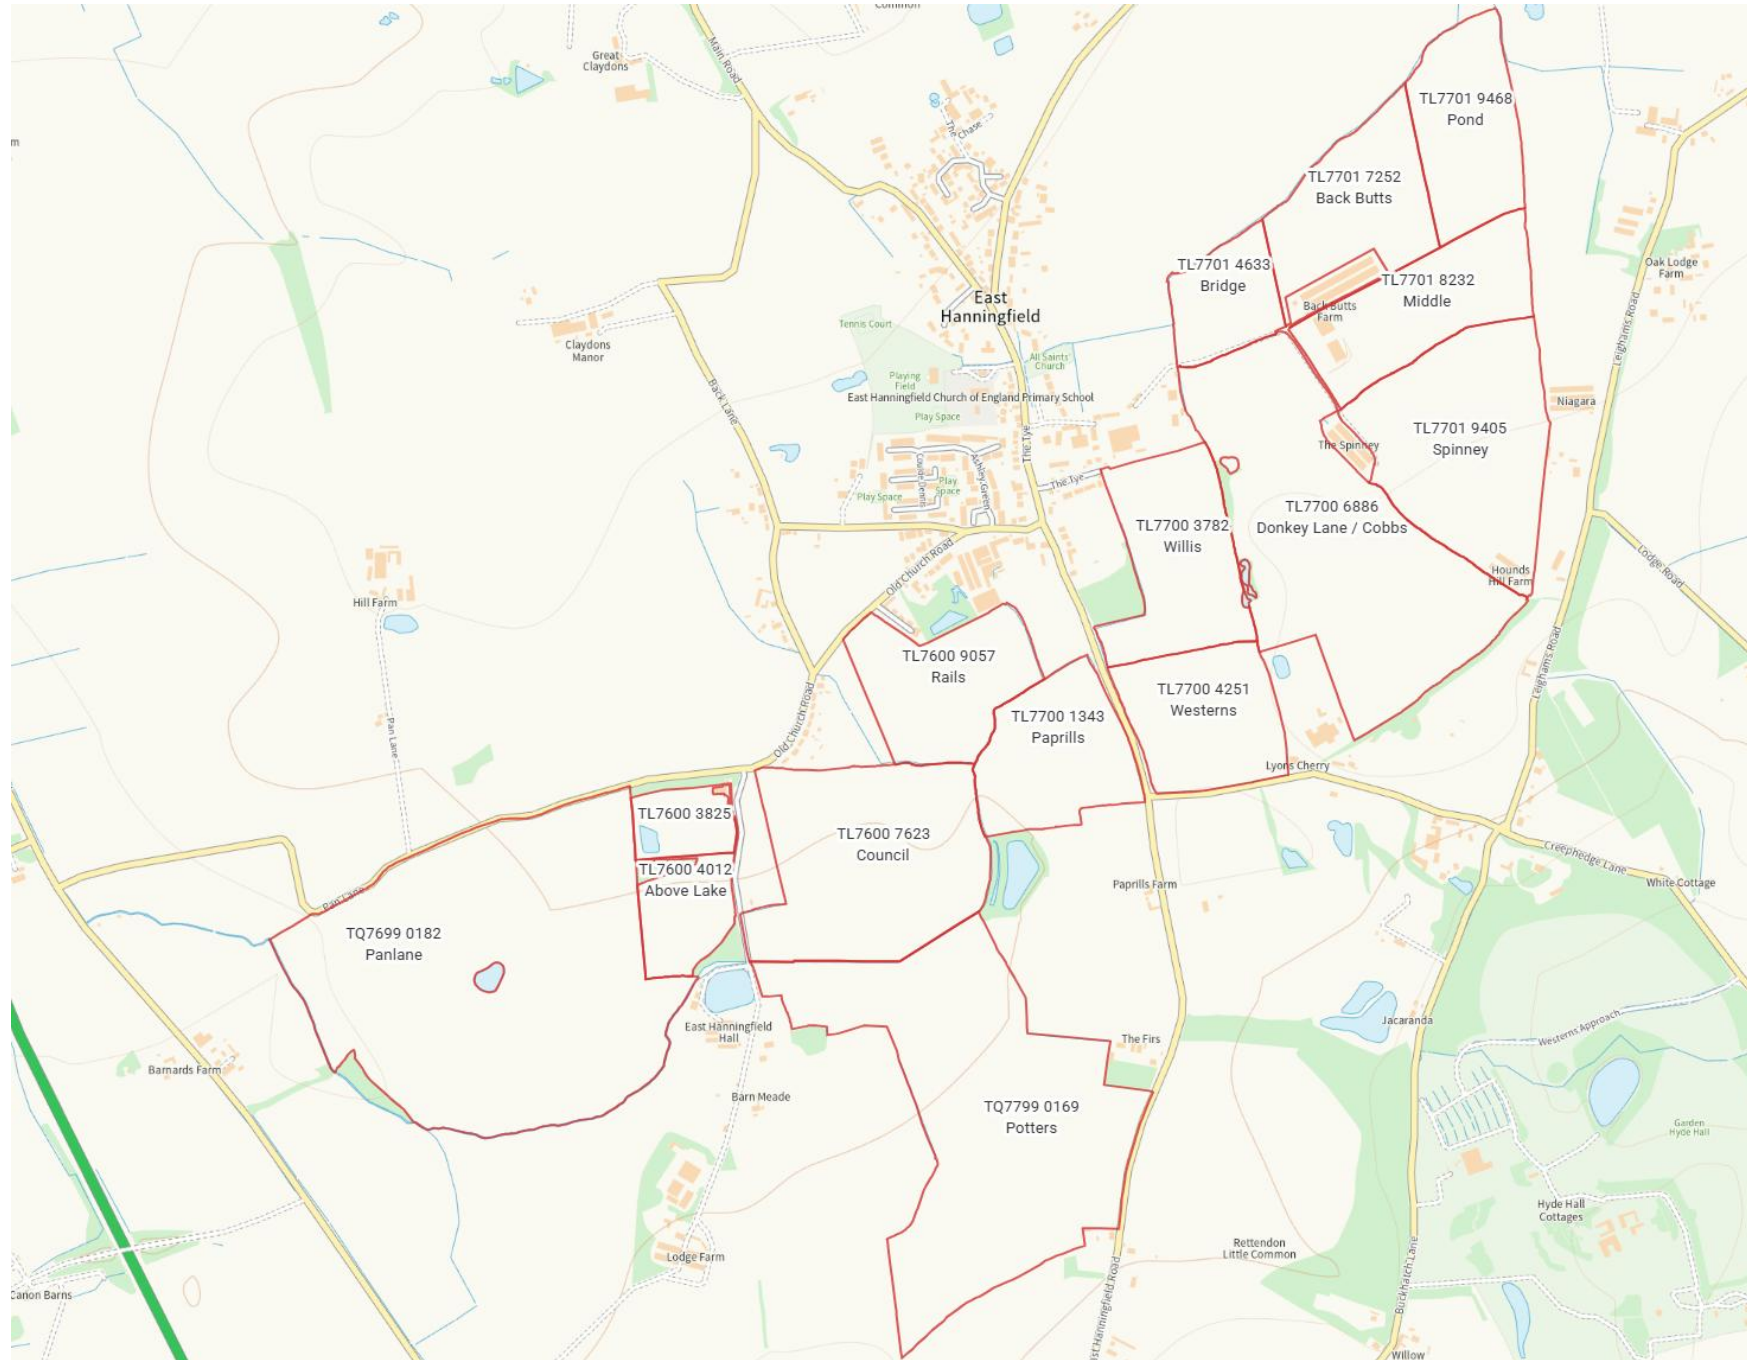 Common
Main Road
Great
Claydons
The Chase
TL7701 9468
Pond
m
TL7701 7252
Back Butts
TL7701 4633
Bridge
TL7701 8232
Middle
Back Butts
Farm
Oak Lodge
Farm
East
Hanningfield
Tennis Court
All Saints'
Church
Claydons
Manor
Playing
Field
East Hanningfield Church of England Primary School
Play Space
Back Lane
Leighams Road
Niagara
The Tye
TL7701 9405
Spinney
The Spinney
Ashley Green
Play
Space
Play Space
The Tye
TL7700 3782
Willis
TL7700 6886
Donkey Lane / Cobbs
Old Church Road
Hounds
Hill Farm
Lodge Road
Hill Farm
TL7600 9057
Rails
Leighams Road
TL7700 4251
Westerns
TL7700 1343
Paprills
Pan Lane
Old Church Road
Lyons Cherry
TL7600 3825
TL7600 7623
Council
TL7600 4012
Above Lake
Creephedge Lane
White Cottage
Paprills Farm
Pan Lane
TQ7699 0182
Panlane
East Hanningfield
Hall
Jacaranda
Westerns Approach
The Firs
Barnards Farm
Barn Meade
TQ7799 0169
Potters
Garden
Hyde Hall
Hyde Hall
Cottages
Rettendon
Little Common
Lodge Farm
Buckhatch Lane
East Hanningfield Road
Canon Barns
Willow